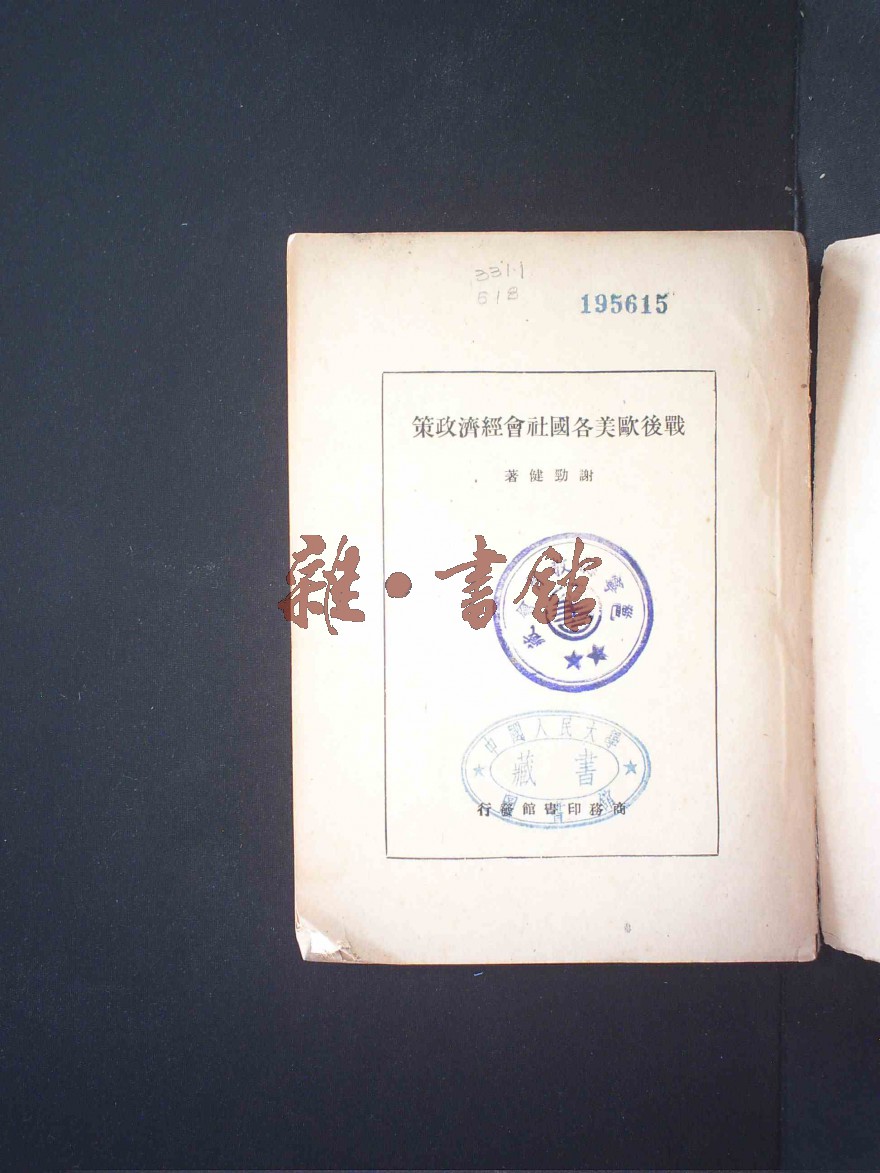 331.1
518
195615
戰後歐美各國社會經濟政策
謝勁健著
雜·書館
中國人民大學
藏書
商務印書館發行